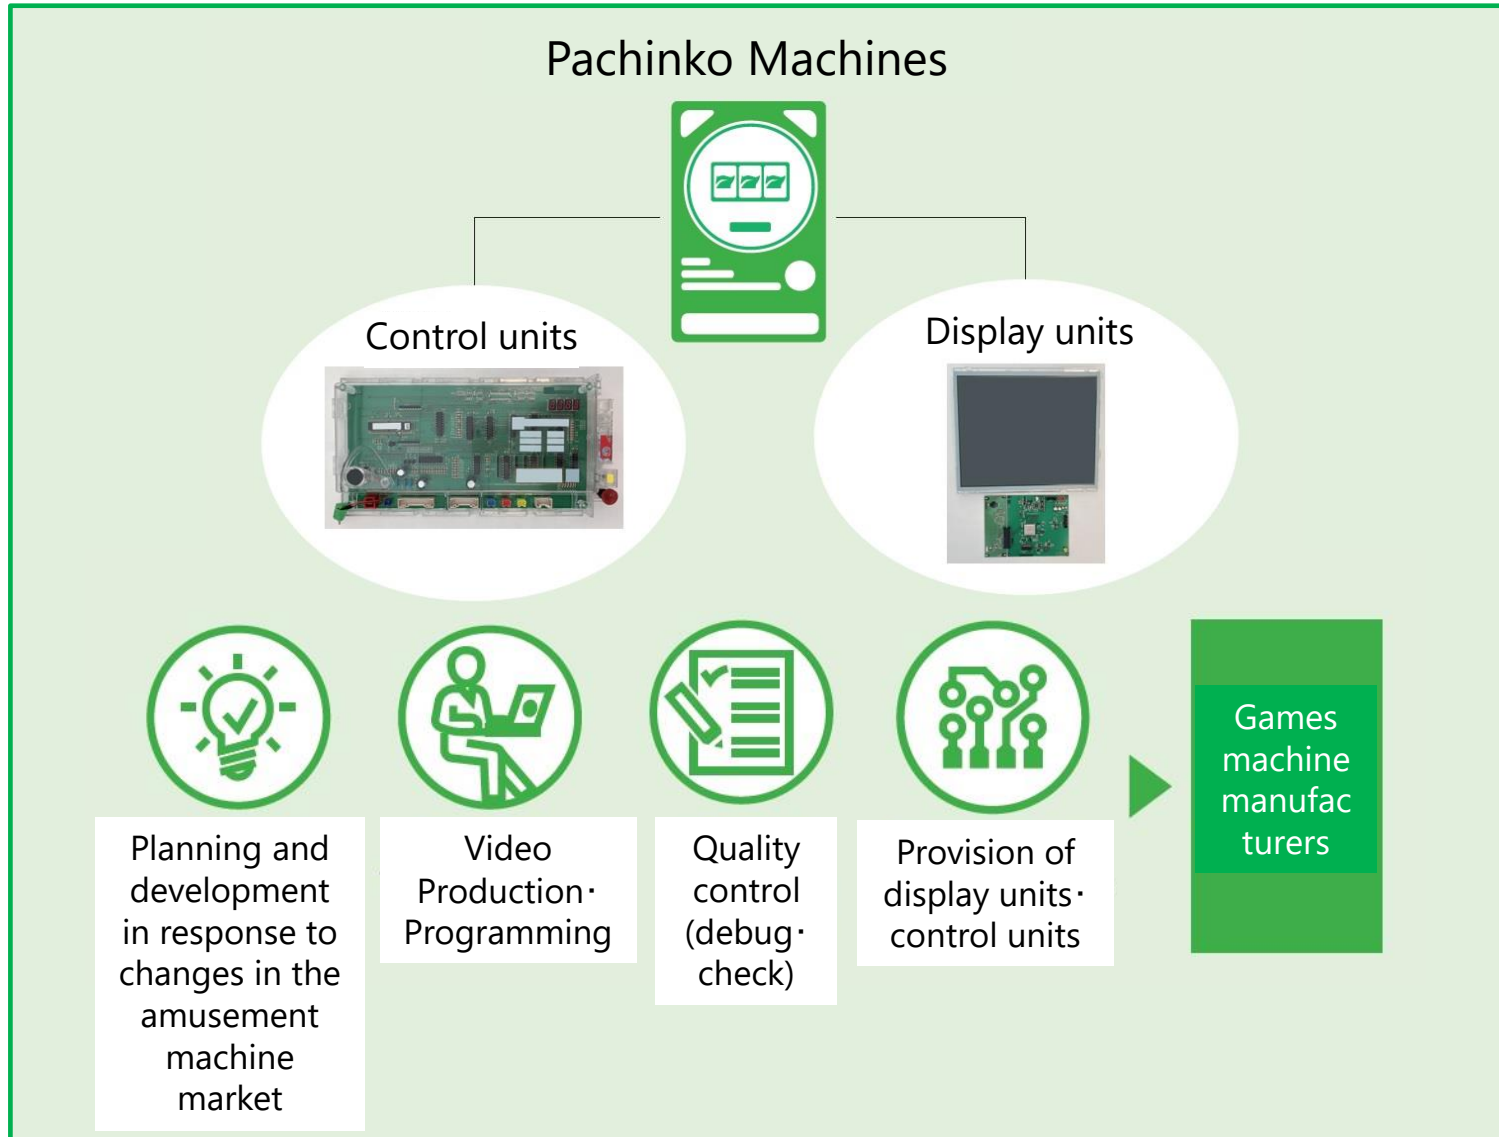 Pachinko Machines
777
Control units
Display units
Planning and
development
in response to
changes in the
amusement
machine
market
Video
Production・
Programming
Quality
control
(debug・
check)
Provision of
display units・
control units
Games
machine
manufac
turers